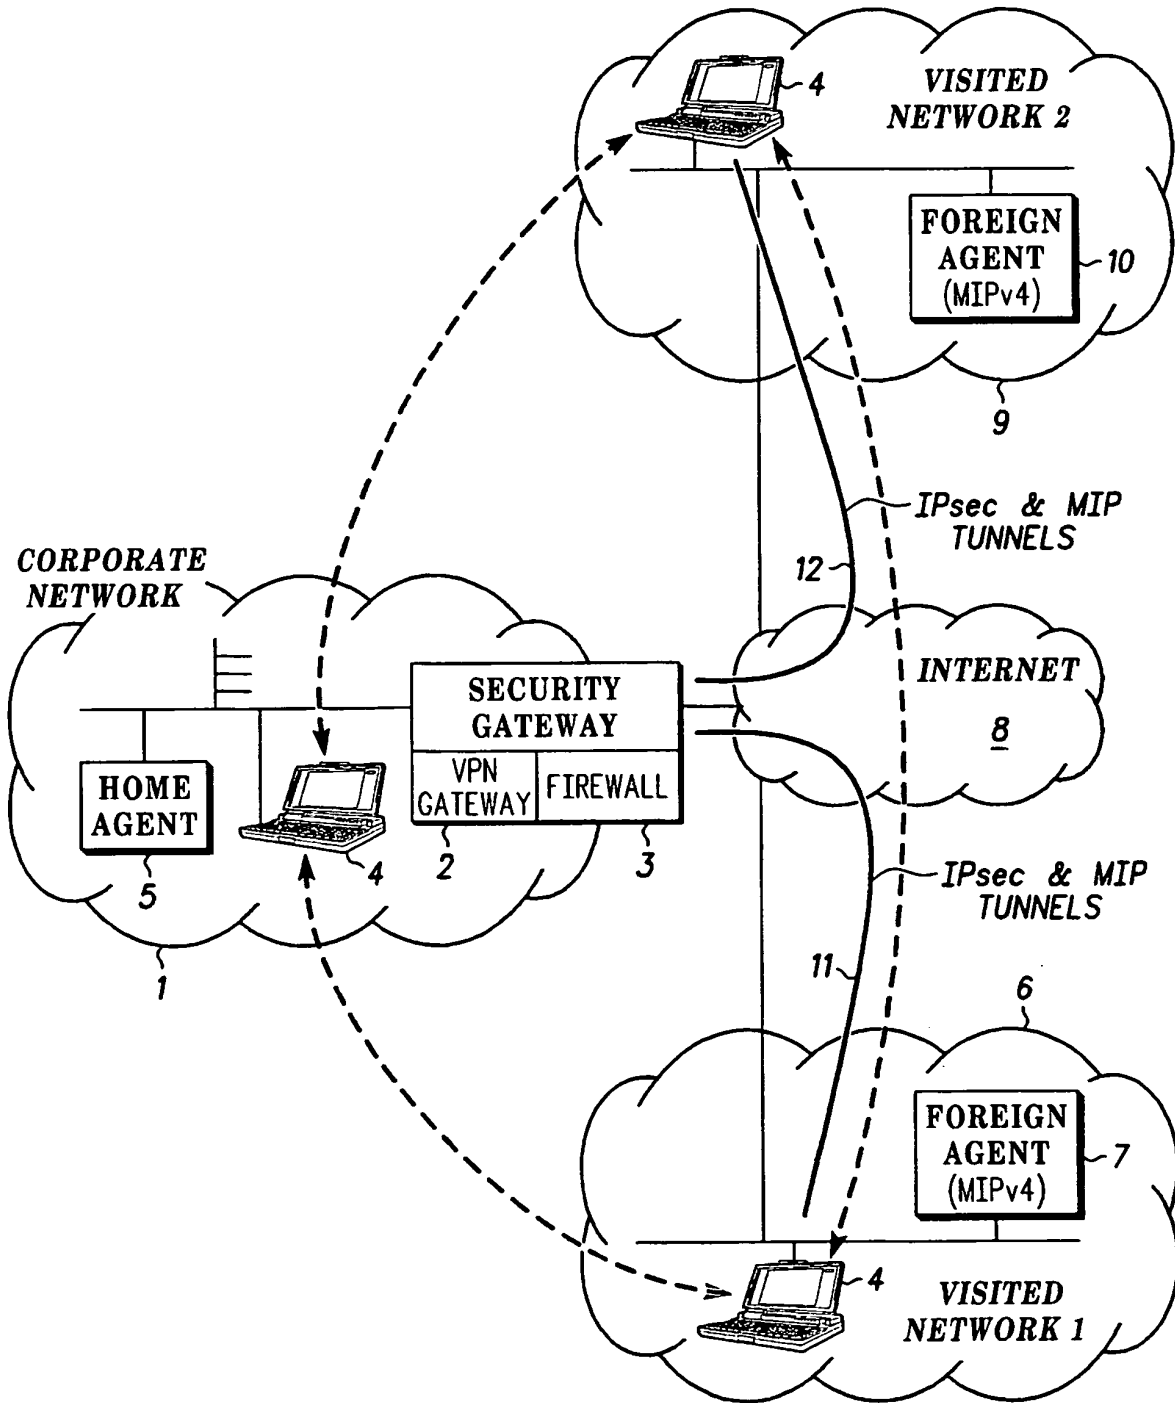 4
VISITED
NETWORK 2
FOREIGN
AGENT
(MIPv4)
10
9
IPsec & MIP
TUNNELS
12
CORPORATE
NETWORK
SECURITY
GATEWAY
VPN
GATEWAY
FIREWALL
2
3
HOME
AGENT
5
4
1
INTERNET
8
IPsec & MIP
TUNNELS
11
6
FOREIGN
AGENT
(MIPv4)
7
4
VISITED
NETWORK 1